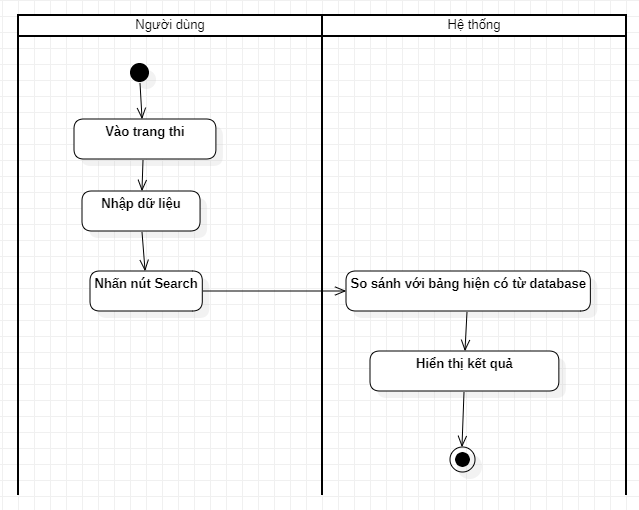 Người dùng
Hệ thống
Vào trang thi
Nhập dữ liệu
Nhấn nút Search
So sánh với bảng hiện có từ database
Hiển thị kết quả